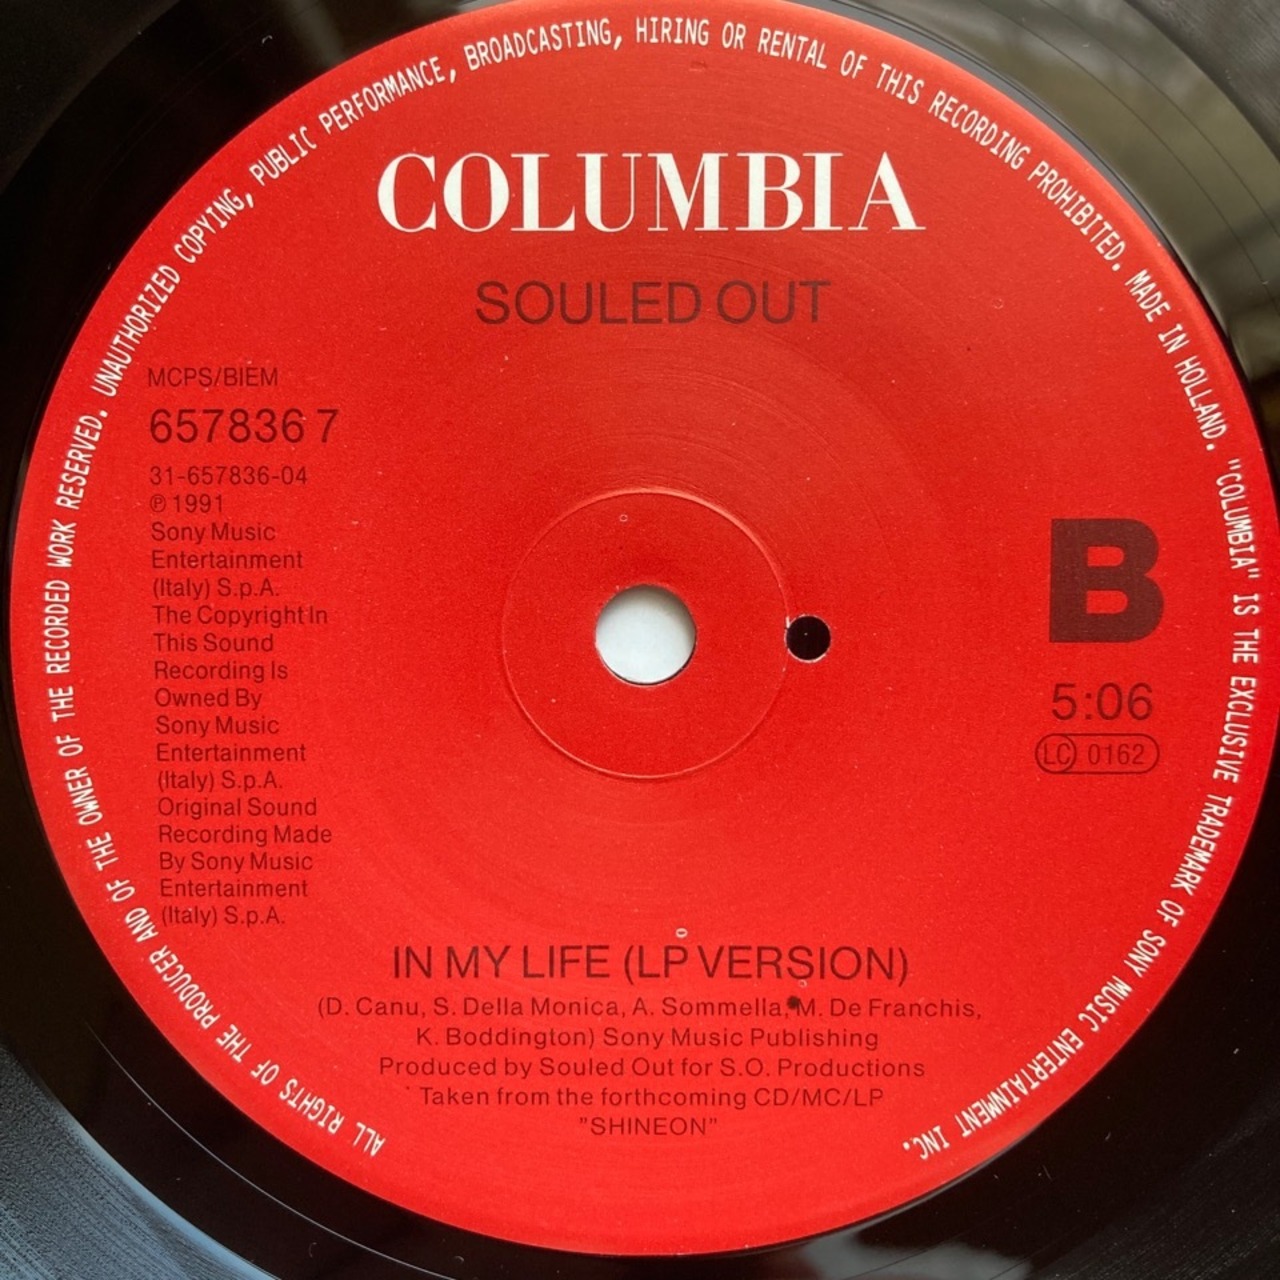 ALL RIGHTS OF THE PRODUCER AND OF THE OWNER OF THE RECORDED WORK RESERVED. UNAUTHORIZED COPYING, PUBLIC PERFORMANCE, BROADCASTING, HIRING OR RENTAL OF THIS RECORDING PROHIBITED. MADE IN HOLLAND. "COLUMBIA" IS THE EXCLUSIVE TRADEMARK OF SONY MUSIC ENTERTAINMENT INC.
COLUMBIA
SOULED OUT
MCPS/BIEM
657836 7
31-657836-04
℗ 1991
Sony Music
Entertainment
(Italy) S.p.A.
The Copyright In
This Sound
Recording Is
Owned By
Sony Music
Entertainment
(Italy) S.p.A.
Original Sound
Recording Made
By Sony Music
Entertainment
(Italy) S.p.A.
B
5:06
LC 0162
IN MY LIFE (LP VERSION)
(D. Canu, S. Della Monica, A. Sommella, M. De Franchis,
K. Boddington) Sony Music Publishing
Produced by Souled Out for S.O. Productions
Taken from the forthcoming CD/MC/LP
"SHINEON"